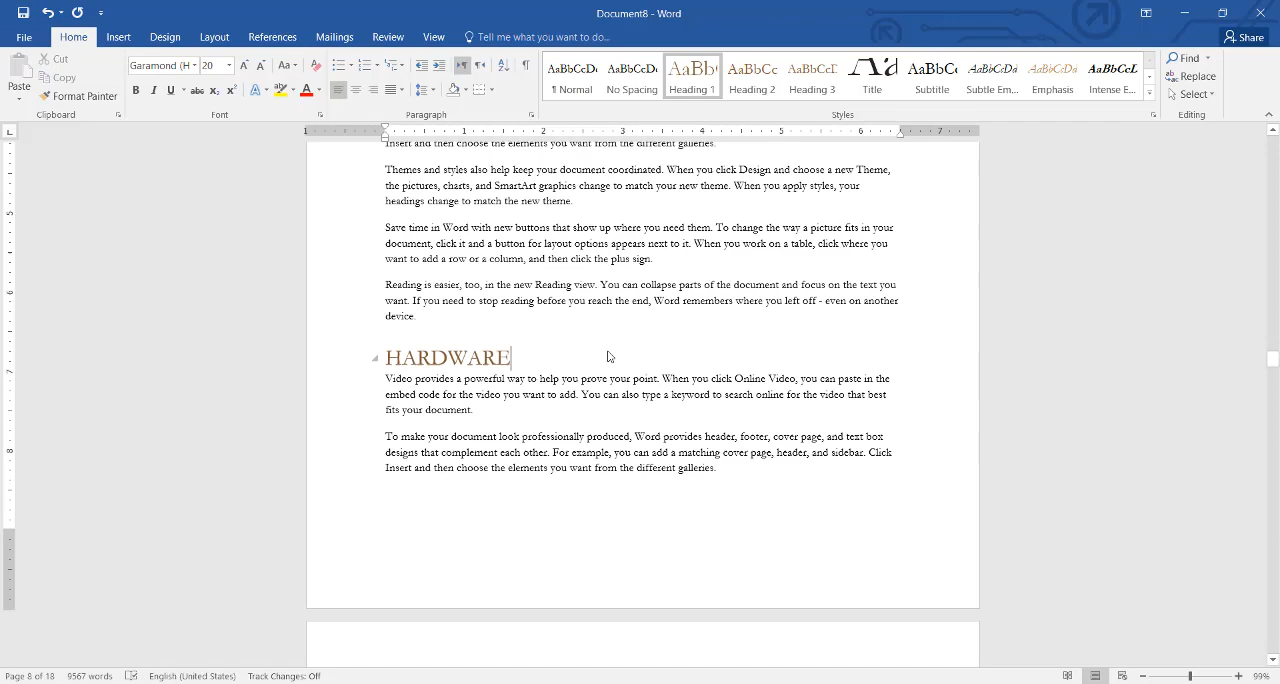 Document8 - Word
File Home Insert Design Layout References Mailings Review View Tell me what you want to do... Share
Paste Cut Copy Format Painter
Garamond (H 20
AaBbCcDc ¶ Normal
AaBbCcDc No Spacing
AaBb( Heading 1
AaBbCc Heading 2
AaBbCcD Heading 3
AaBbCc Subtitle
AaBbCcDd Subtle Em...
AaBbCcDd Emphasis
AaBbCcL Intense E...
Title
Find
Replace
Select
Clipboard Font Paragraph Styles Editing
Insert and then choose the elements you want from the different galleries.
Themes and styles also help keep your document coordinated. When you click Design and choose a new Theme,
the pictures, charts, and SmartArt graphics change to match your new theme. When you apply styles, your
headings change to match the new theme.
Save time in Word with new buttons that show up where you need them. To change the way a picture fits in your
document, click it and a button for layout options appears next to it. When you work on a table, click where you
want to add a row or a column, and then click the plus sign.
Reading is easier, too, in the new Reading view. You can collapse parts of the document and focus on the text you
want. If you need to stop reading before you reach the end, Word remembers where you left off - even on another
device.
HARDWARE
Video provides a powerful way to help you prove your point. When you click Online Video, you can paste in the
embed code for the video you want to add. You can also type a keyword to search online for the video that best
fits your document.
To make your document look professionally produced, Word provides header, footer, cover page, and text box
designs that complement each other. For example, you can add a matching cover page, header, and sidebar. Click
Insert and then choose the elements you want from the different galleries.
Page 8 of 18 9567 words English (United States) Track Changes: Off 99%